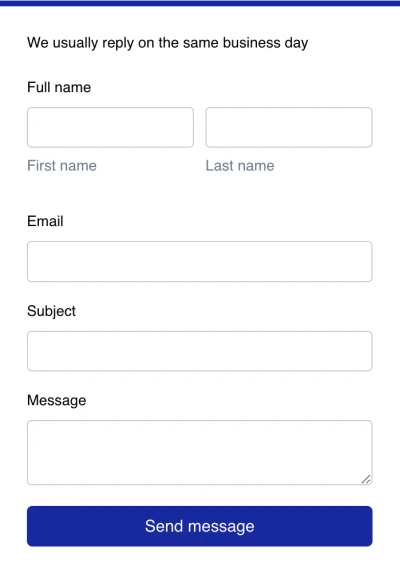 We usually reply on the same business day
Full name
First name Last name
Email
Subject
Message
Send message